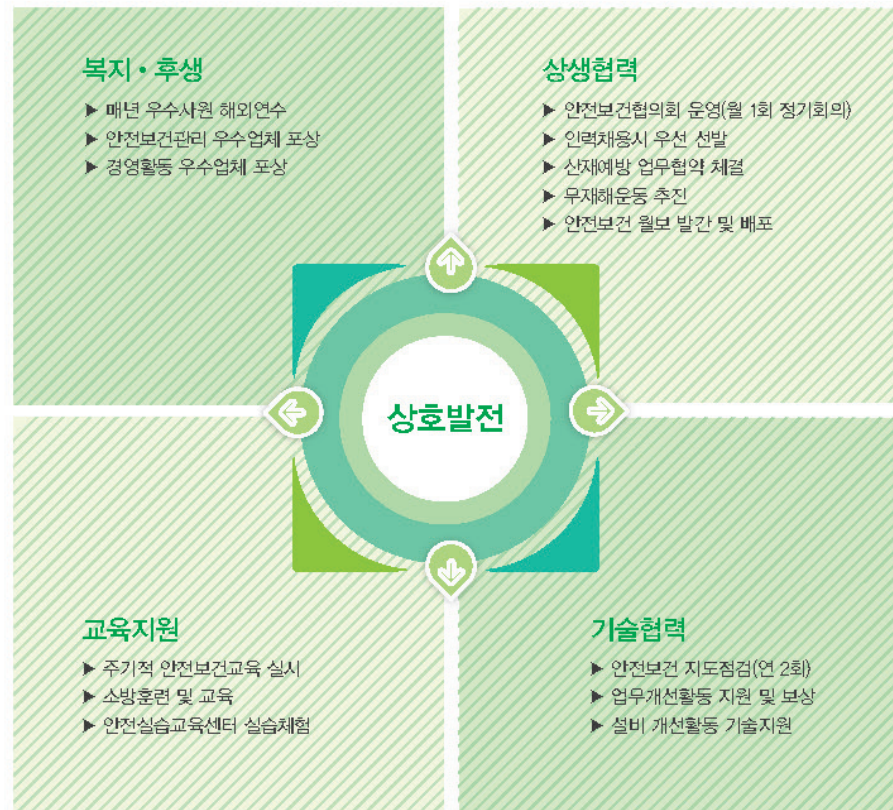 복지 • 후생
▶ 매년 우수사원 해외연수
▶ 안전보건관리 우수업체 포상
▶ 경영활동 우수업체 포상
상생협력
▶ 안전보건협의회 운영(월 1회 정기회의)
▶ 인력채용시 우선 선발
▶ 산재예방 업무협약 체결
▶ 무재해운동 추진
▶ 안전보건 월보 발간 및 배포
상호발전
교육지원
▶ 주기적 안전보건교육 실시
▶ 소방훈련 및 교육
▶ 안전실습교육센터 실습체험
기술협력
▶ 안전보건 지도점검(연 2회)
▶ 업무개선활동 지원 및 보상
▶ 설비 개선활동 기술지원